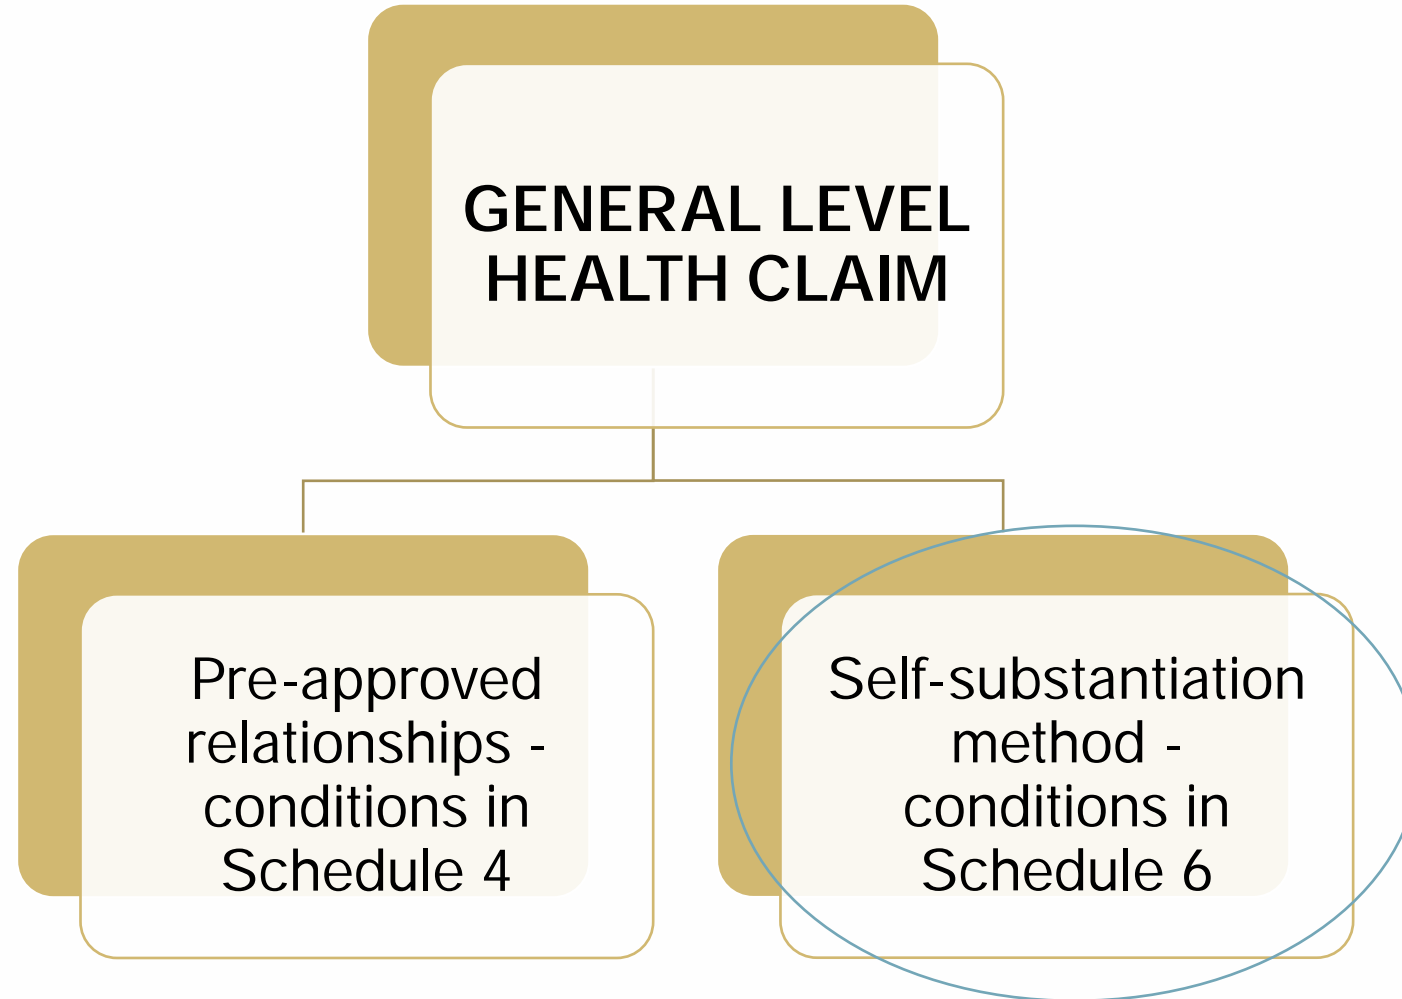 GENERAL LEVEL
HEALTH CLAIM
Pre-approved
relationships -
conditions in
Schedule 4
Self-substantiation
method -
conditions in
Schedule 6